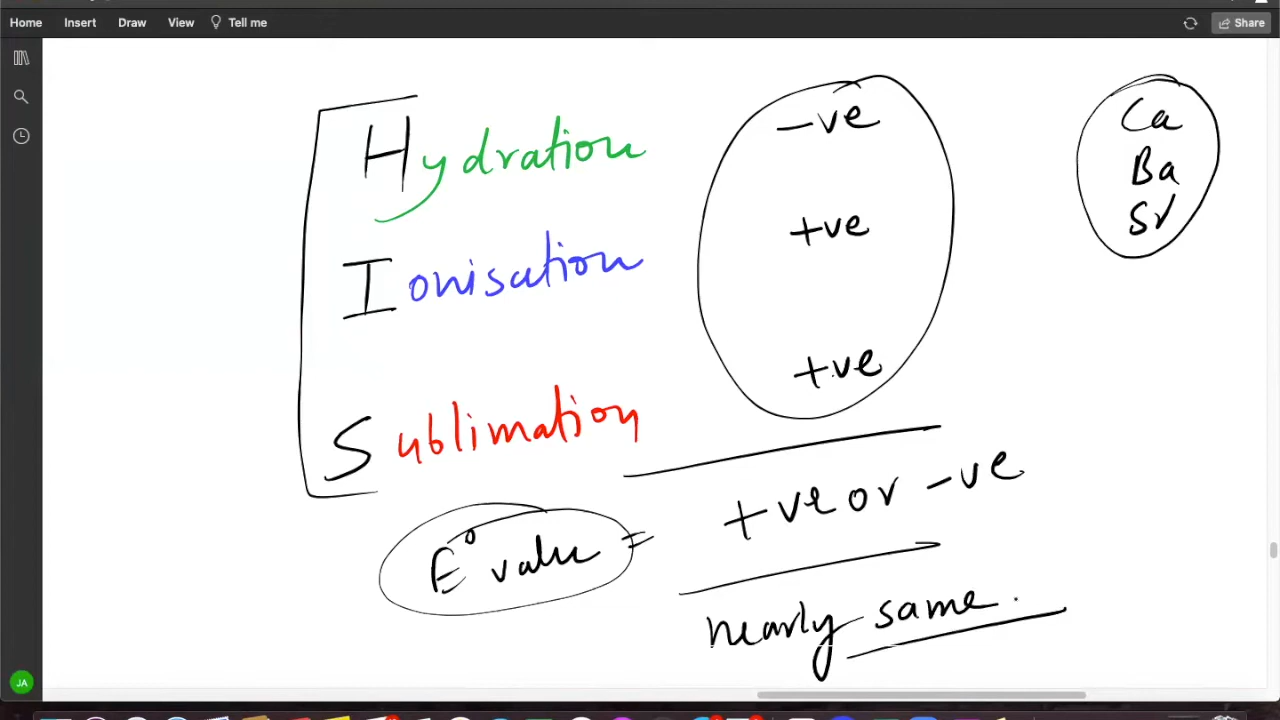 Home Insert Draw View Tell me Share
Hydration -ve
Ca
Ba
Sr
Ionisation +ve
Sublimation +ve
E° value = +ve or -ve
nearly same.
JA